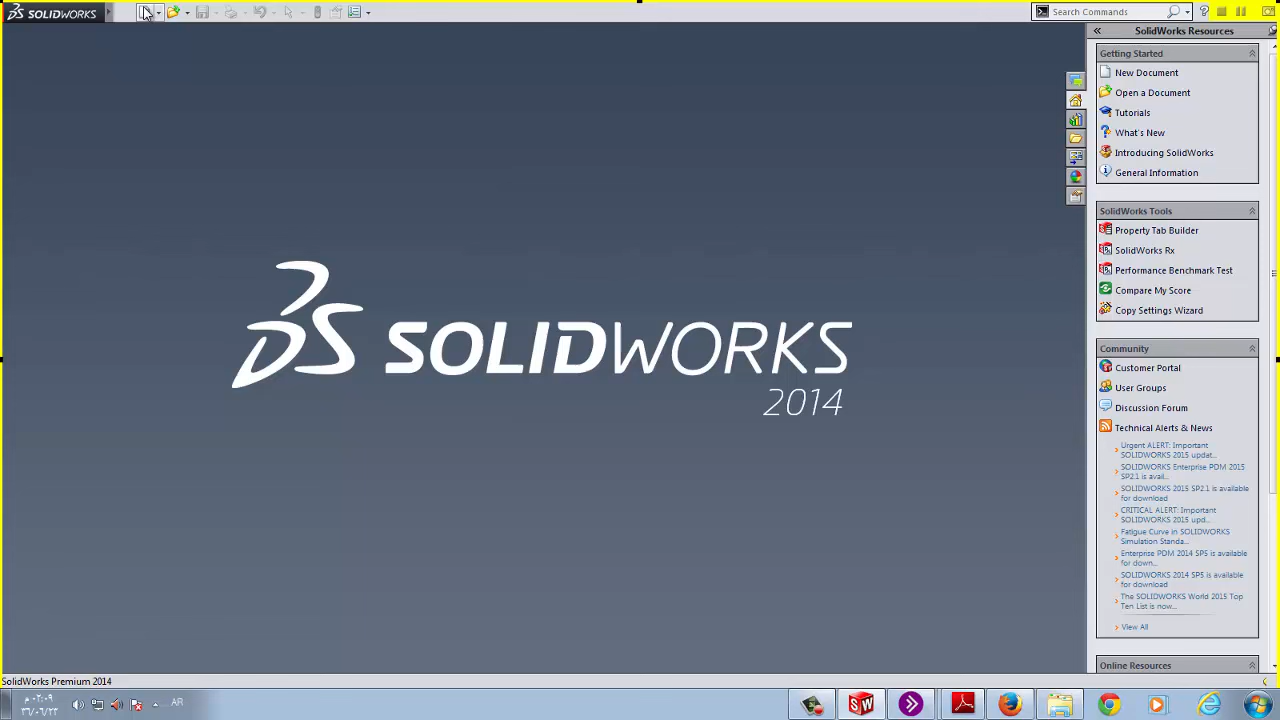 SOLIDWORKS
Search Commands
SolidWorks Resources
Getting Started
New Document
Open a Document
Tutorials
What's New
Introducing SolidWorks
General Information
SolidWorks Tools
Property Tab Builder
SolidWorks Rx
Performance Benchmark Test
Compare My Score
Copy Settings Wizard
Community
Customer Portal
User Groups
Discussion Forum
Technical Alerts & News
Urgent ALERT: Important
SOLIDWORKS 2015 updat...
SOLIDWORKS Enterprise PDM 2015
SP2.1 is avail...
SOLIDWORKS 2015 SP2.1 is available
for download
CRITICAL ALERT: Important
SOLIDWORKS 2015 upd...
Fatigue Curve in SOLIDWORKS
Simulation Standa...
Enterprise PDM 2014 SP5 is available
for down...
SOLIDWORKS 2014 SP5 is available
for download
The SOLIDWORKS World 2015 Top
Ten List is now...
View All
Online Resources
SOLIDWORKS
2014
SolidWorks Premium 2014
٠٢:٠٩ م
٣٦/٠٦/٢٣
AR